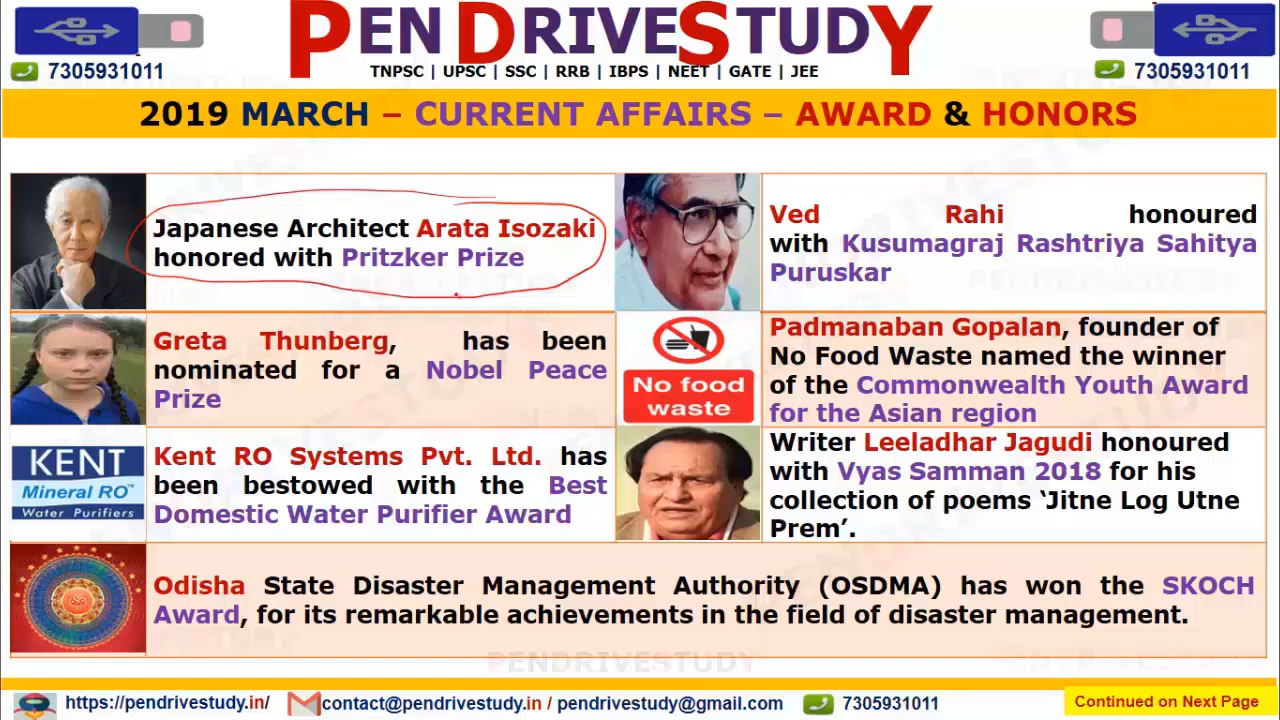 PENDRIVESTUDY
TNPSC | UPSC | SSC | RRB | IBPS | NEET | GATE | JEE
7305931011
7305931011
2019 MARCH – CURRENT AFFAIRS – AWARD & HONORS
Japanese Architect Arata Isozaki
honored with Pritzker Prize
Ved Rahi honoured
with Kusumagraj Rashtriya Sahitya
Puruskar
Greta Thunberg, has been
nominated for a Nobel Peace
Prize
No food
waste
Padmanaban Gopalan, founder of
No Food Waste named the winner
of the Commonwealth Youth Award
for the Asian region
KENT
Mineral RO™
Water Purifiers
Kent RO Systems Pvt. Ltd. has
been bestowed with the Best
Domestic Water Purifier Award
Writer Leeladhar Jagudi honoured
with Vyas Samman 2018 for his
collection of poems ‘Jitne Log Utne
Prem’.
Odisha State Disaster Management Authority (OSDMA) has won the SKOCH
Award, for its remarkable achievements in the field of disaster management.
PENDRIVESTUDY
https://pendrivestudy.in/
contact@pendrivestudy.in / pendrivestudy@gmail.com
7305931011
Continued on Next Page